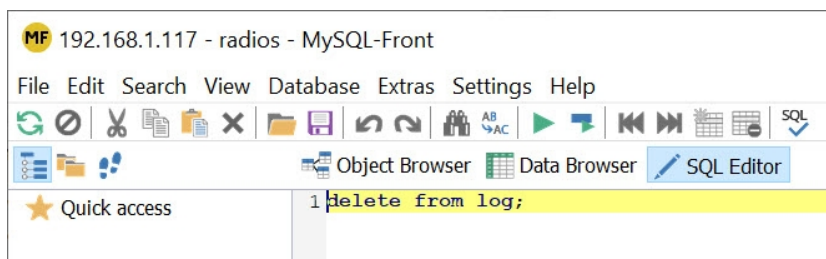 MF 192.168.1.117 - radios - MySQL-Front
File Edit Search View Database Extras Settings Help
AB AC SQL
Object Browser Data Browser SQL Editor
Quick access
1 delete from log;